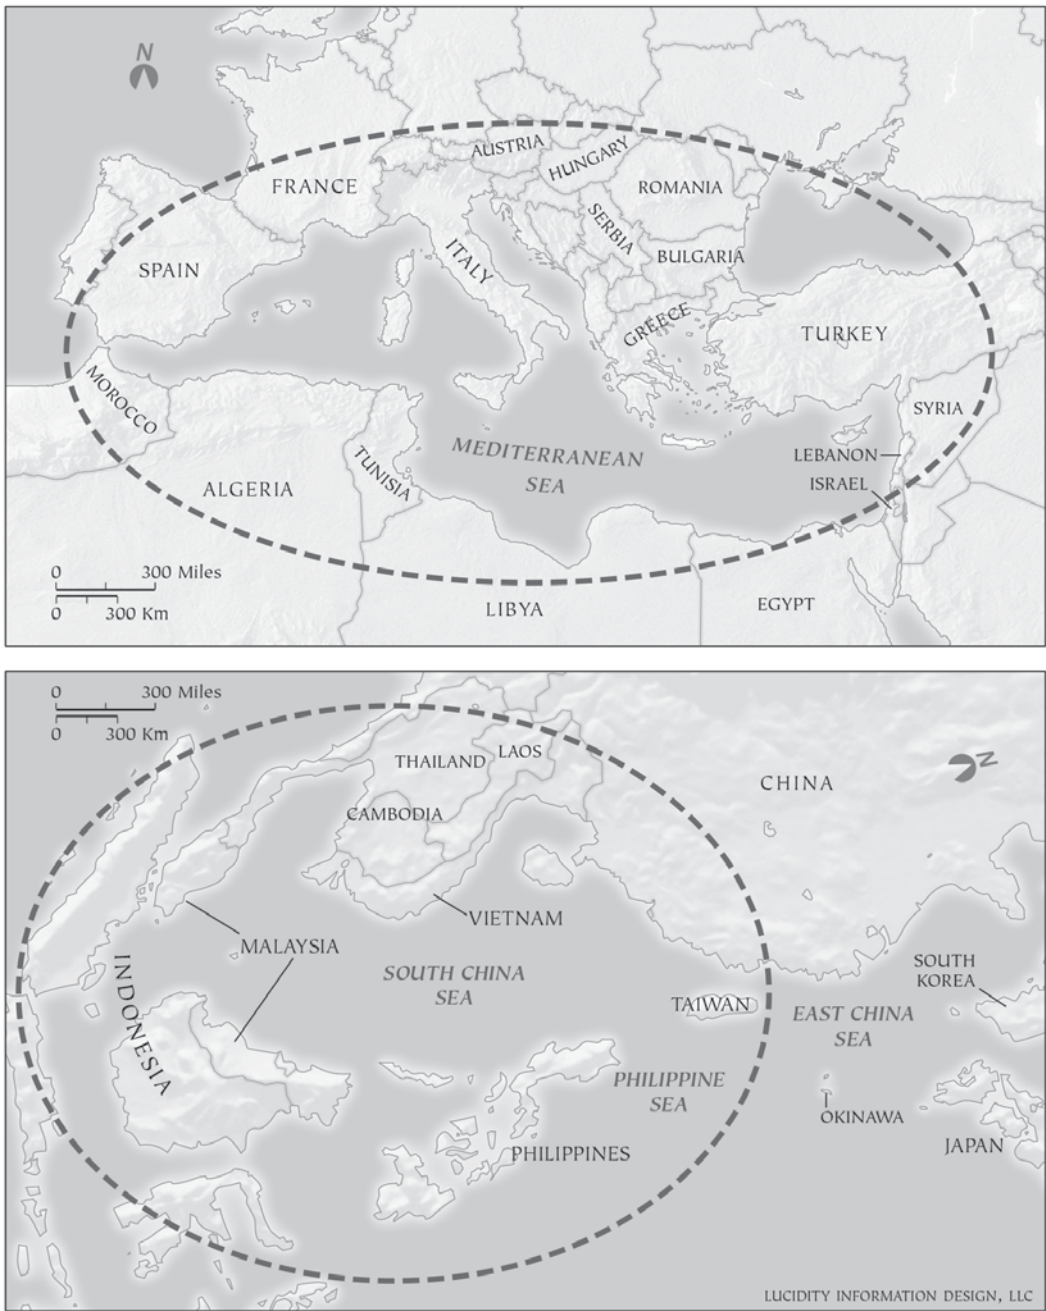 N
AUSTRIA
HUNGARY
FRANCE
ROMANIA
SERBIA
ITALY
SPAIN
BULGARIA
GREECE
TURKEY
MOROCCO
SYRIA
MEDITERRANEAN
SEA
LEBANON
TUNISIA
ISRAEL
ALGERIA
0 300 Miles
0 300 Km
LIBYA
EGYPT
0 300 Miles
0 300 Km
LAOS
THAILAND
N
CHINA
CAMBODIA
VIETNAM
MALAYSIA
SOUTH CHINA
SEA
SOUTH
KOREA
INDONESIA
TAIWAN
EAST CHINA
SEA
PHILIPPINE
SEA
OKINAWA
PHILIPPINES
JAPAN
LUCIDITY INFORMATION DESIGN, LLC